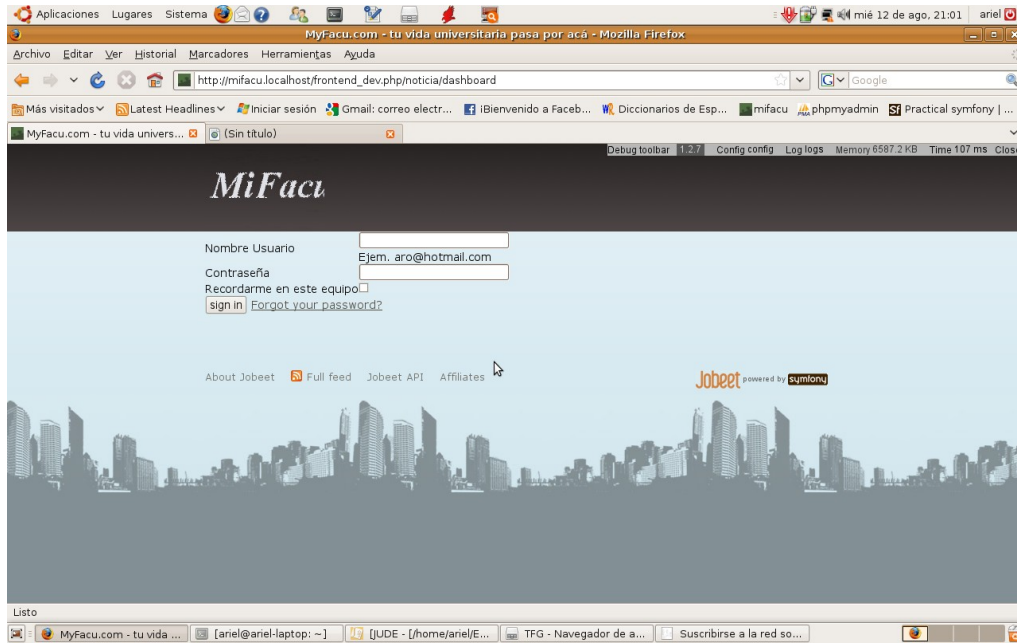 Aplicaciones Lugares Sistema mié 12 de ago, 21:01 ariel
MyFacu.com - tu vida universitaria pasa por acá - Mozilla Firefox
Archivo Editar Ver Historial Marcadores Herramientas Ayuda
http://mifacu.localhost/frontend_dev.php/noticia/dashboard Google
Más visitados Latest Headlines Iniciar sesión Gmail: correo electr... iBienvenido a Faceb... Diccionarios de Esp... mifacu phpmyadmin Practical symfony | ...
MyFacu.com - tu vida univers... (Sin título)
Debug toolbar 1.2.7 Config config Log logs Memory 6587.2 KB Time 107 ms Close
MiFacu
Nombre Usuario
Ejem. aro@hotmail.com
Contraseña
Recordarme en este equipo
sign in Forgot your password?
About Jobeet Full feed Jobeet API Affiliates Jobeet powered by symfony
Listo
MyFacu.com - tu vida ... [ariel@ariel-laptop: ~] [JUDE - [/home/ariel/E... TFG - Navegador de a... Suscribirse a la red so...